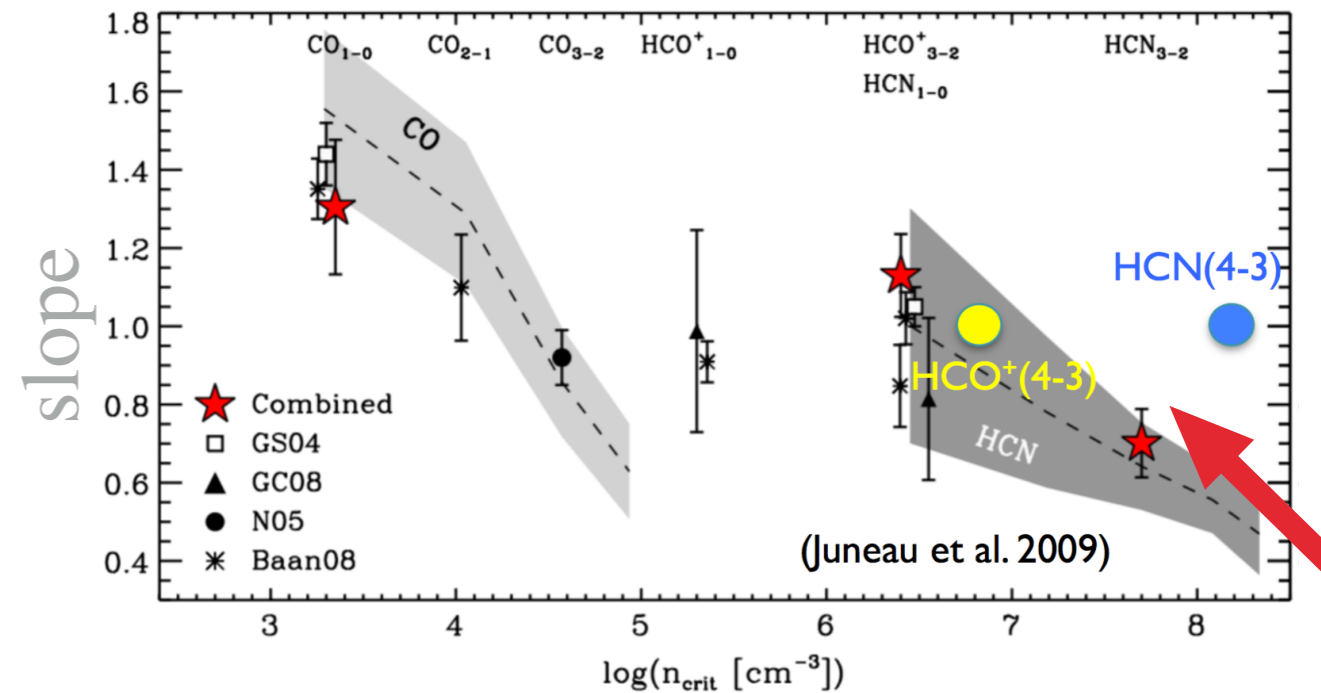 CO₁₋₀ CO₂₋₁ CO₃₋₂ HCO⁺₁₋₀ HCO⁺₃₋₂ HCN₃₋₂
HCN₁₋₀
CO
HCN(4-3)
HCO⁺(4-3)
HCN
Combined
GS04
GC08
N05
Baan08
(Juneau et al. 2009)
slope
1.8
1.6
1.4
1.2
1.0
0.8
0.6
0.4
3 4 5 6 7 8
log(n_crit [cm⁻³])